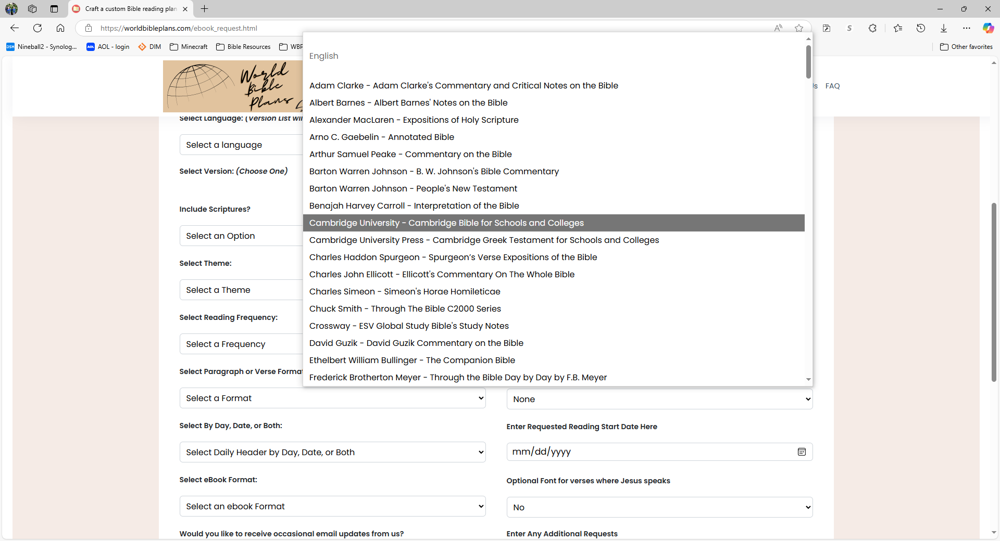 Craft a custom Bible reading plan
https://worldbibleplans.com/ebook_request.html
DSM Nineball2 - Synolog...
AOL AOL - login
DIM
Minecraft
Bible Resources
WBP
Other favorites
World
Bible
Plans
FAQ
Select Language: (Version List wil
Select a language
Select Version: (Choose One)
Include Scriptures?
Select an Option
Select Theme:
Select a Theme
Select Reading Frequency:
Select a Frequency
Select Paragraph or Verse Format
Select a Format
Select By Day, Date, or Both:
Select Daily Header by Day, Date, or Both
Select eBook Format:
Select an ebook Format
Would you like to receive occasional email updates from us?
English
Adam Clarke - Adam Clarke's Commentary and Critical Notes on the Bible
Albert Barnes - Albert Barnes' Notes on the Bible
Alexander MacLaren - Expositions of Holy Scripture
Arno C. Gaebelin - Annotated Bible
Arthur Samuel Peake - Commentary on the Bible
Barton Warren Johnson - B. W. Johnson's Bible Commentary
Barton Warren Johnson - People's New Testament
Benajah Harvey Carroll - Interpretation of the Bible
Cambridge University - Cambridge Bible for Schools and Colleges
Cambridge University Press - Cambridge Greek Testament for Schools and Colleges
Charles Haddon Spurgeon - Spurgeon’s Verse Expositions of the Bible
Charles John Ellicott - Ellicott's Commentary On The Whole Bible
Charles Simeon - Simeon's Horae Homileticae
Chuck Smith - Through The Bible C2000 Series
Crossway - ESV Global Study Bible's Study Notes
David Guzik - David Guzik Commentary on the Bible
Ethelbert William Bullinger - The Companion Bible
Frederick Brotherton Meyer - Through the Bible Day by Day by F.B. Meyer
None
Enter Requested Reading Start Date Here
mm/dd/yyyy
Optional Font for verses where Jesus speaks
No
Enter Any Additional Requests